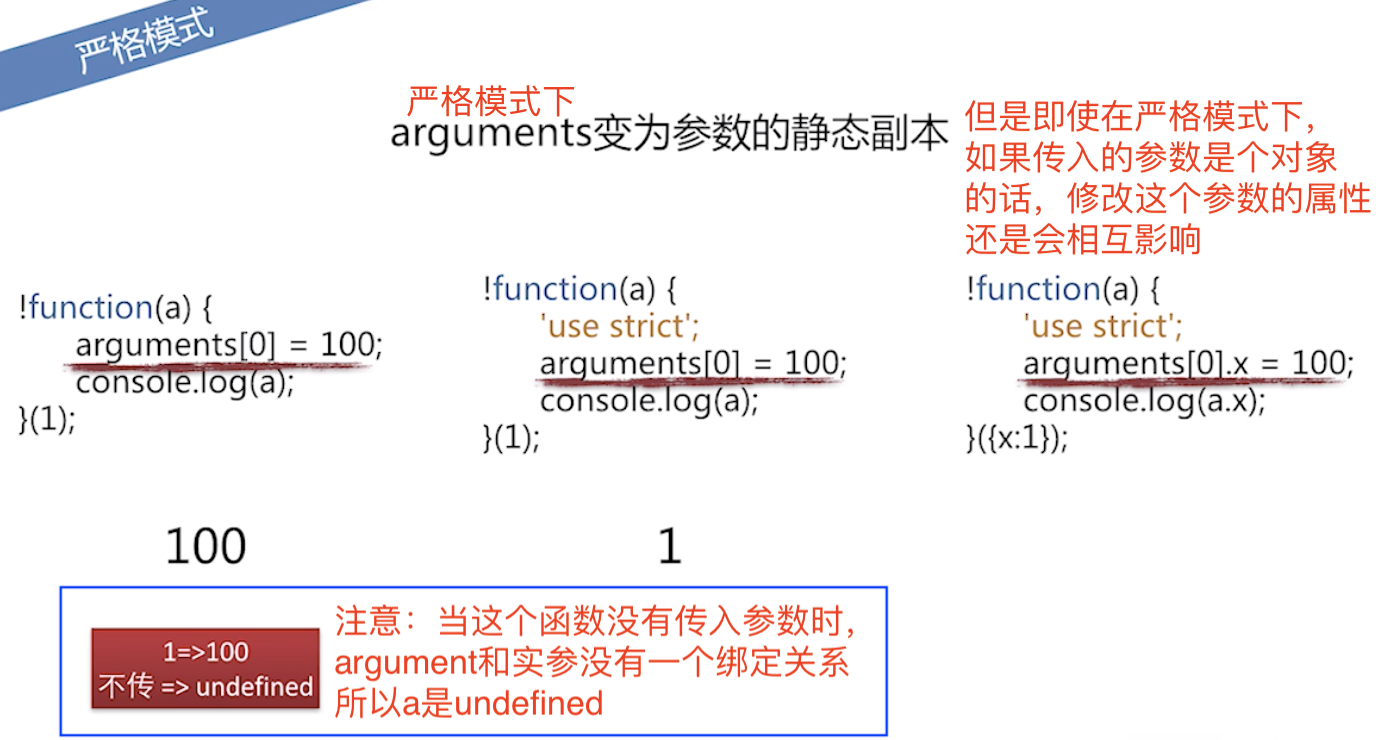 严格模式
严格模式下
arguments变为参数的静态副本
但是即使在严格模式下，
如果传入的参数是个对象
的话，修改这个参数的属性
还是会相互影响
!function(a) {
arguments[0] = 100;
console.log(a);
}(1);
!function(a) {
'use strict';
arguments[0] = 100;
console.log(a);
}(1);
!function(a) {
'use strict';
arguments[0].x = 100;
console.log(a.x);
}({x:1});
100
1
1=>100
不传 => undefined
注意：当这个函数没有传入参数时，
argument和实参没有一个绑定关系
所以a是undefined